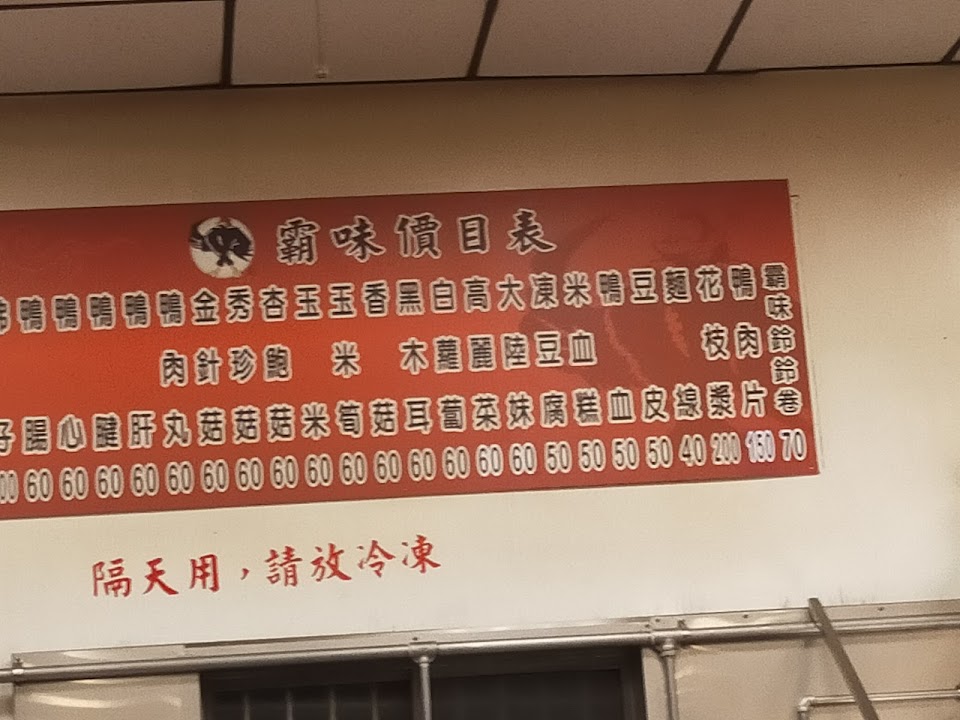 霸味價目表
霸味鈴鈴卷 70
鴨肉片 150
花枝漿 200
麵線 40
豆皮 50
鴨血 50
米血糕 50
凍豆腐 50
大陸妹 60
高麗菜 60
白蘿蔔 60
黑木耳 60
香菇 60
玉米筍 60
玉米 60
杏鮑菇 60
秀珍菇 60
金針菇 60
鴨肉丸 60
鴨肝 60
鴨腱 60
鴨心 60
鴨腸 60
隔天用，請放冷凍